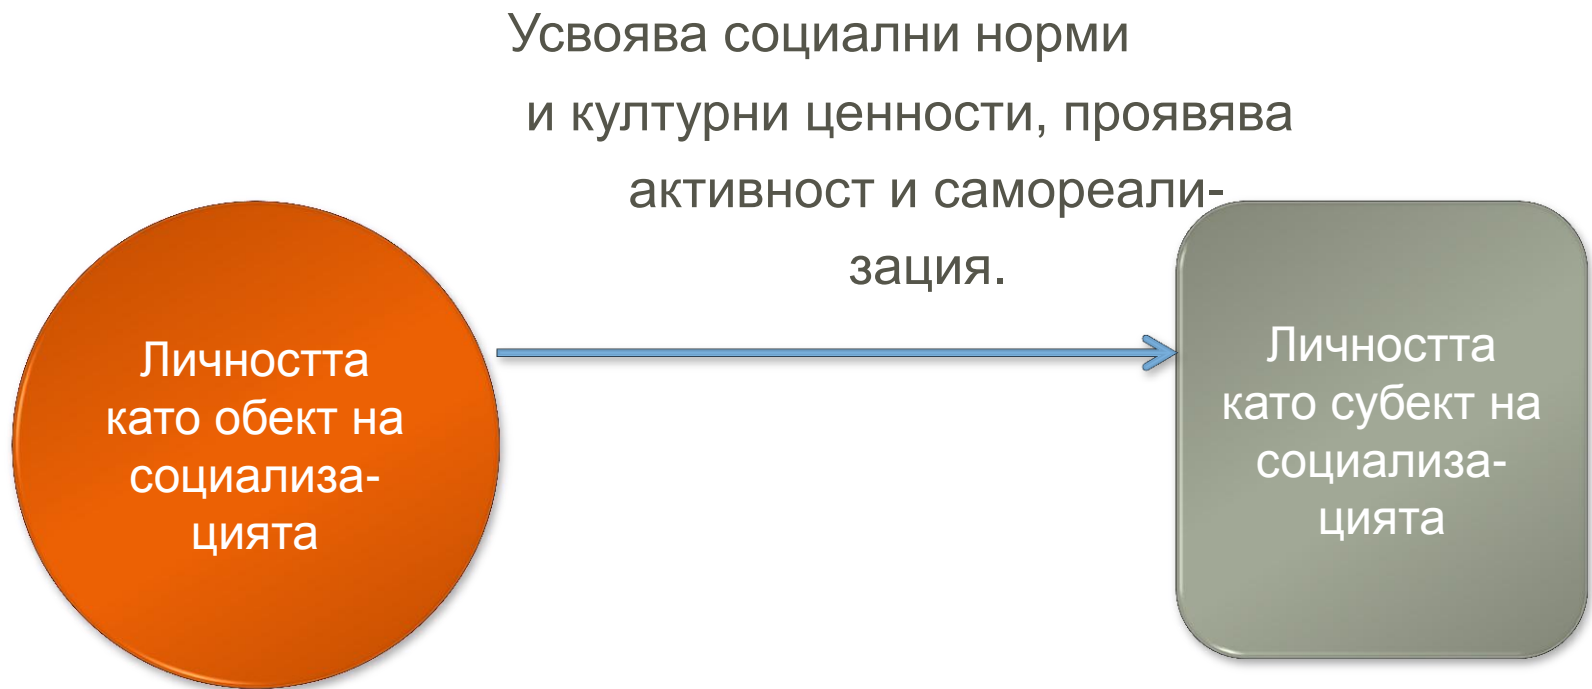 Усвоява социални норми
и културни ценности, проявява
активност и самореали-
зация.
Личността
като обект на
социализа-
цията
Личността
като субект на
социализа-
цията